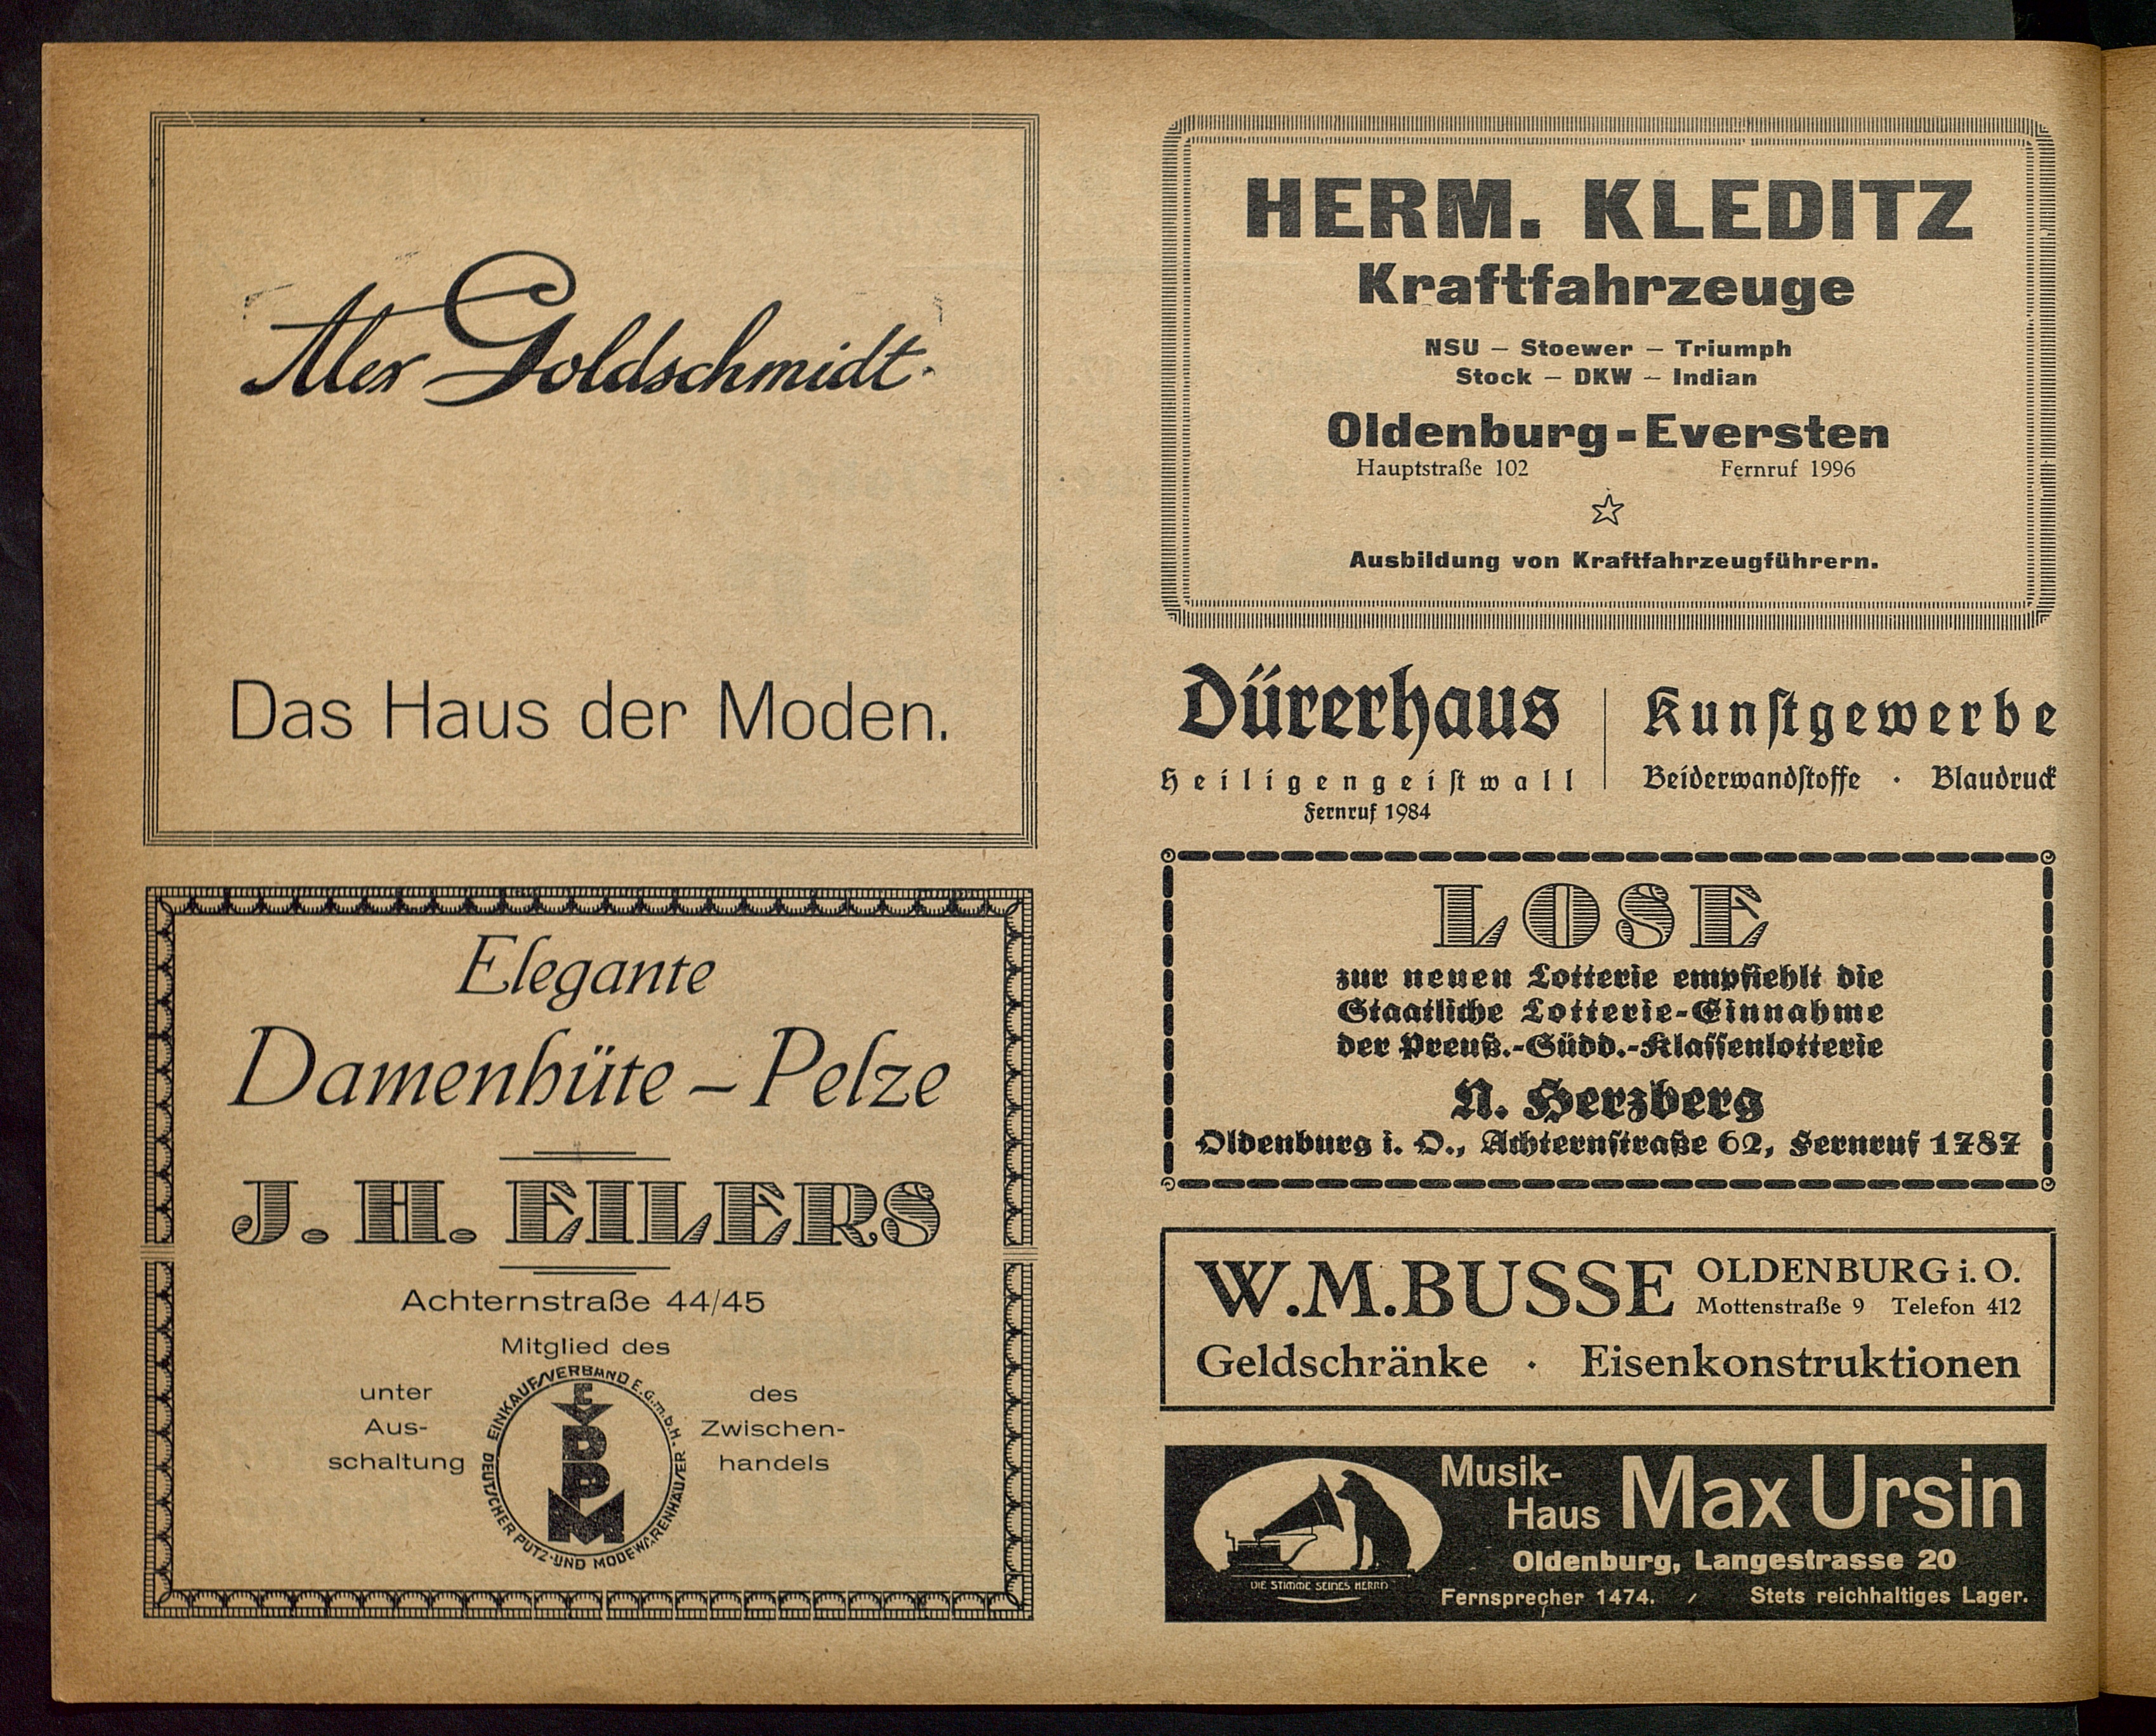 Alex Goldschmidt.
Das Haus der Moden.
Elegante
Damenhüte – Pelze
J. H. EILERS
Achternstraße 44/45
Mitglied des
unter
Aus-
schaltung
EINKAUFSVERBAND E.G.m.b.H.
DEUTSCHER PUTZ-UND MODEWARENHÄUSER
EVDPM
des
Zwischen-
handels
HERM. KLEDITZ
Kraftfahrzeuge
NSU – Stoewer – Triumph
Stock – DKW – Indian
Oldenburg-Eversten
Hauptstraße 102 Fernruf 1996
Ausbildung von Kraftfahrzeugführern.
Dürerhaus
Heiligengeiſtwall
Fernruf 1984
Kunſtgewerbe
Beiderwandſtoffe · Blaudruck
LOSE
zur neuen Lotterie empfiehlt die
Staatliche Lotterie-Einnahme
der Preuß.-Südd.-Klaſſenlotterie
N. Herzberg
Oldenburg i. O., Achternſtraße 62, Fernruf 1787
W.M.BUSSE OLDENBURG i. O.
Mottenstraße 9 Telefon 412
Geldschränke · Eisenkonstruktionen
Musik-
Haus Max Ursin
Oldenburg, Langestrasse 20
DIE STIMME SEINES HERRN
Fernsprecher 1474. / Stets reichhaltiges Lager.